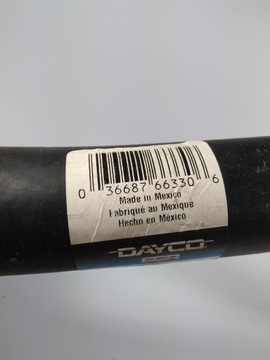 0 36687 66330 6
Made in Mexico
Fabriqué au Mexique
Hecho en México
DAYCO